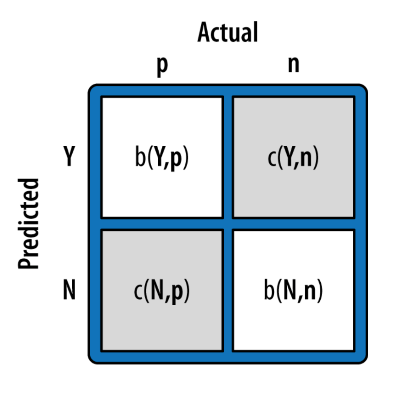 Actual
p n
Predicted
Y b(Y,p) c(Y,n)
N c(N,p) b(N,n)